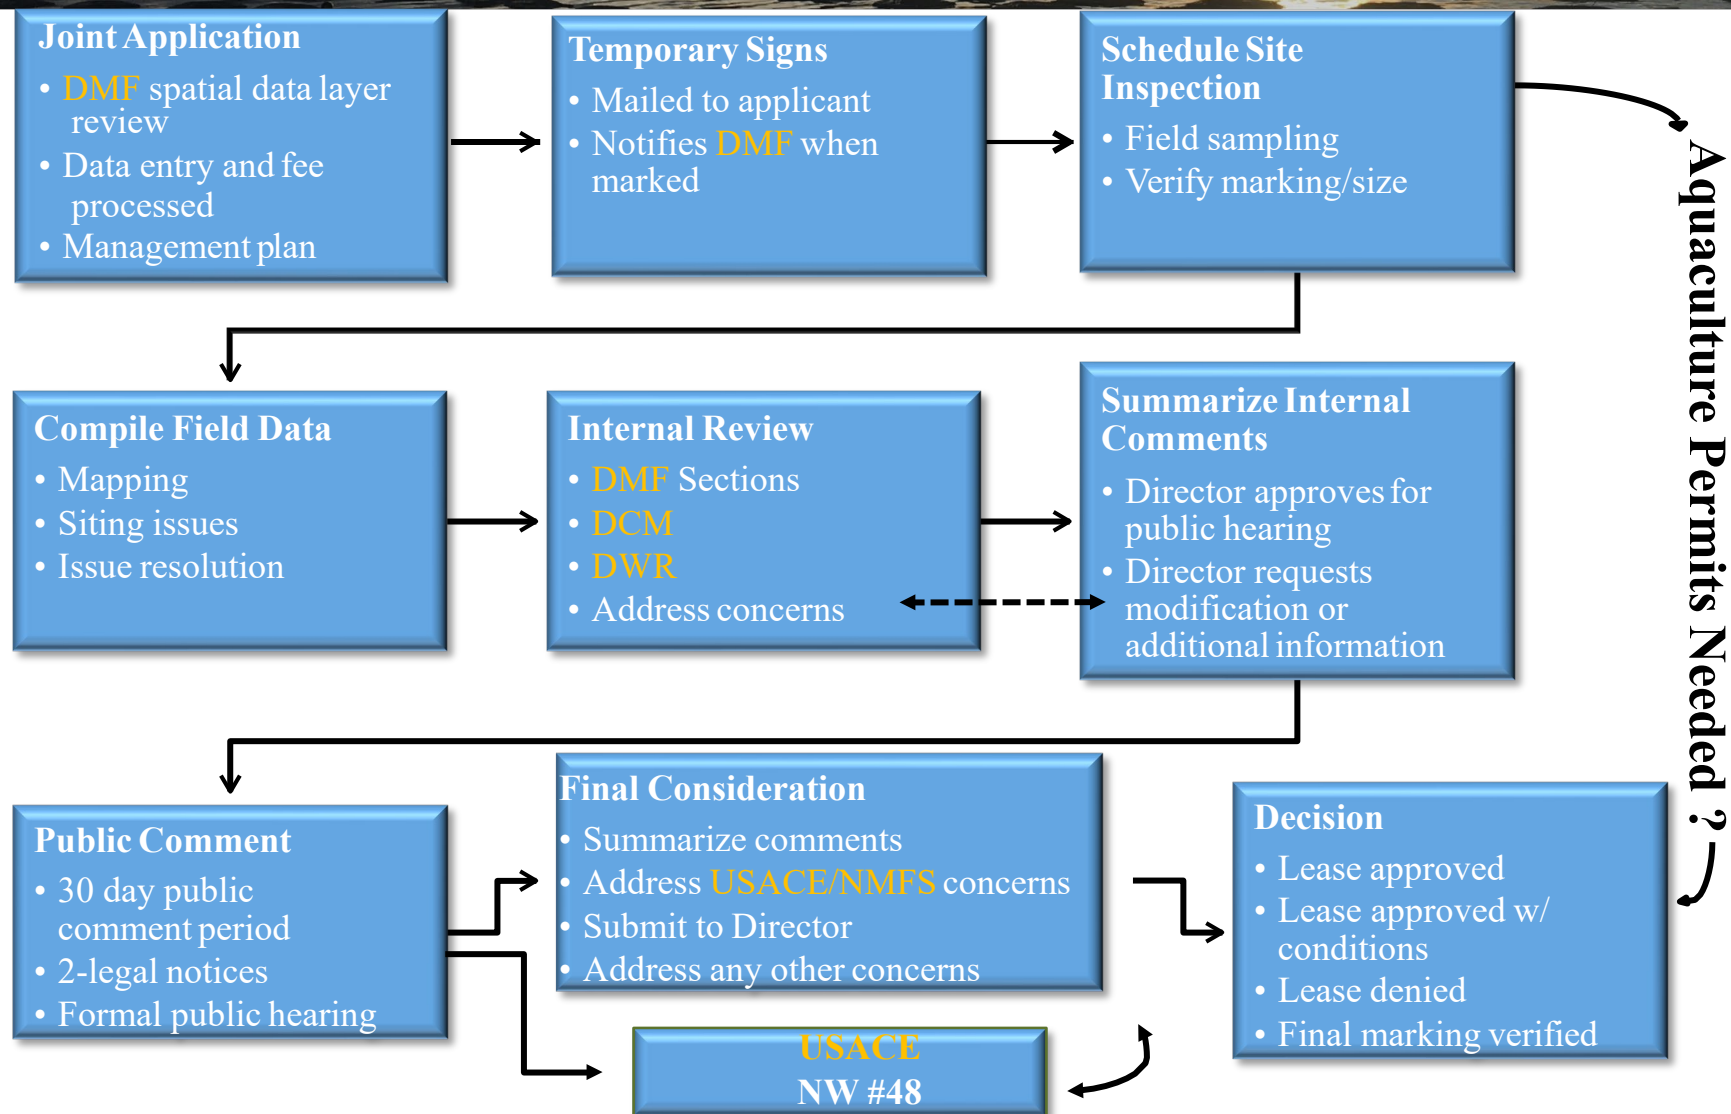 Joint Application
• DMF spatial data layer
review
• Data entry and fee
processed
• Management plan
Temporary Signs
• Mailed to applicant
• Notifies DMF when
marked
Schedule Site
Inspection
• Field sampling
• Verify marking/size
Aquaculture Permits Needed ?
Compile Field Data
• Mapping
• Siting issues
• Issue resolution
Internal Review
• DMF Sections
• DCM
• DWR
• Address concerns
Summarize Internal
Comments
• Director approves for
public hearing
• Director requests
modification or
additional information
Public Comment
• 30 day public
comment period
• 2-legal notices
• Formal public hearing
Final Consideration
• Summarize comments
• Address USACE/NMFS concerns
• Submit to Director
• Address any other concerns
USACE
NW #48
Decision
• Lease approved
• Lease approved w/
conditions
• Lease denied
• Final marking verified